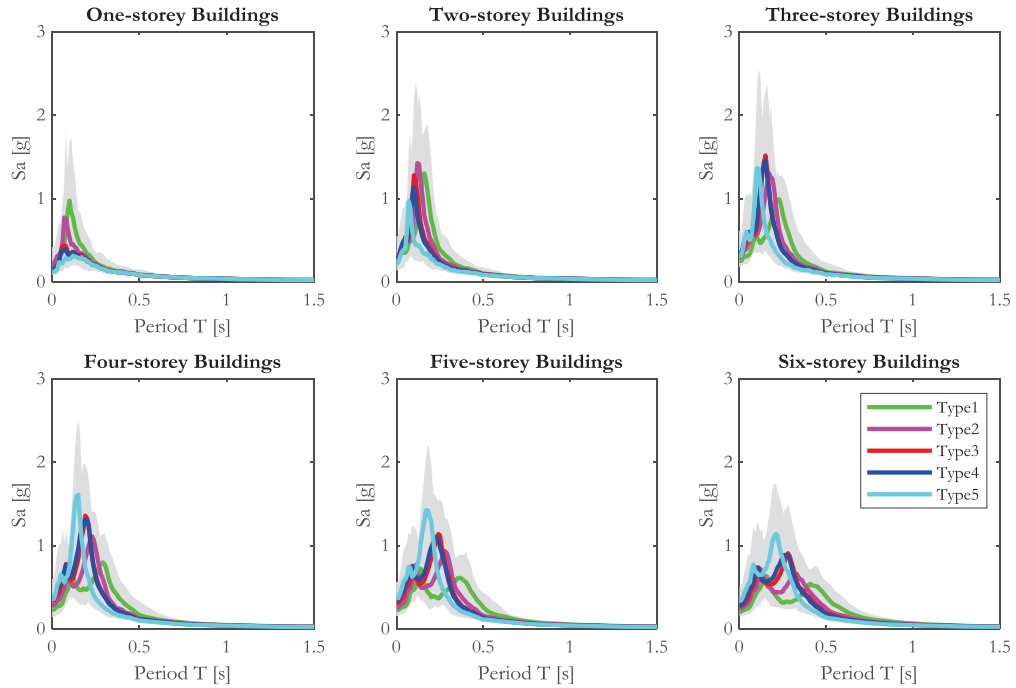 One-storey Buildings
Two-storey Buildings
Three-storey Buildings
3
2
1
0
Sa [g]
0
0.5
1
1.5
Period T [s]
3
2
1
0
Sa [g]
0
0.5
1
1.5
Period T [s]
3
2
1
0
Sa [g]
0
0.5
1
1.5
Period T [s]
Four-storey Buildings
Five-storey Buildings
Six-storey Buildings
3
2
1
0
Sa [g]
0
0.5
1
1.5
Period T [s]
3
2
1
0
Sa [g]
0
0.5
1
1.5
Period T [s]
3
2
1
0
Sa [g]
0
0.5
1
1.5
Period T [s]
Type1
Type2
Type3
Type4
Type5